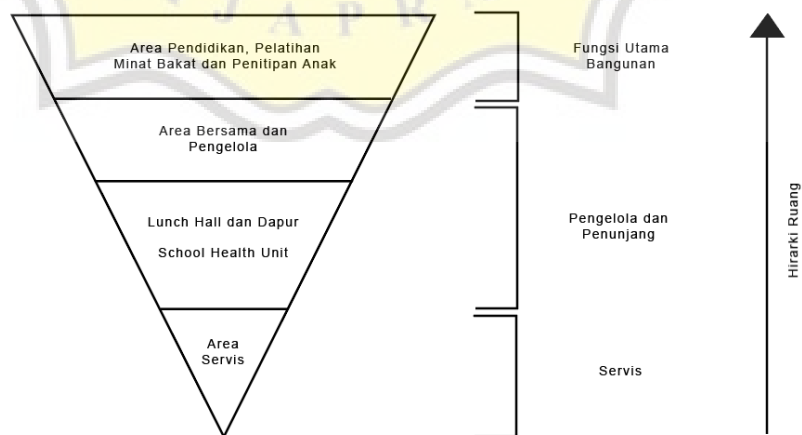 Area Pendidikan, Pelatihan
Minat Bakat dan Penitipan Anak
Fungsi Utama
Bangunan
Area Bersama dan
Pengelola
Lunch Hall dan Dapur
School Health Unit
Pengelola dan
Penunjang
Area
Servis
Servis
Hirarki Ruang